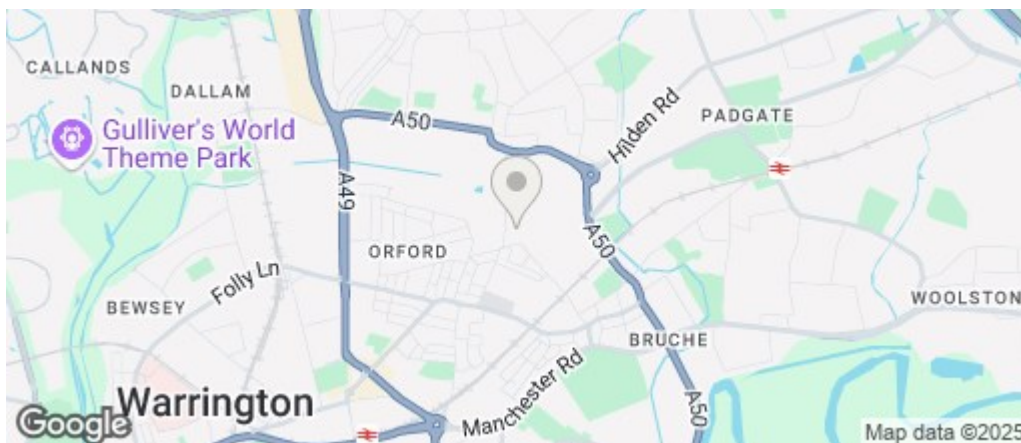 CALLANDS
DALLAM
Gulliver's World
Theme Park
A50
Hilden Rd
PADGATE
A49
ORFORD
A50
Folly Ln
BEWSEY
WOOLSTON
BRUCHE
Manchester Rd
A50
Warrington
Google
Map data ©2025